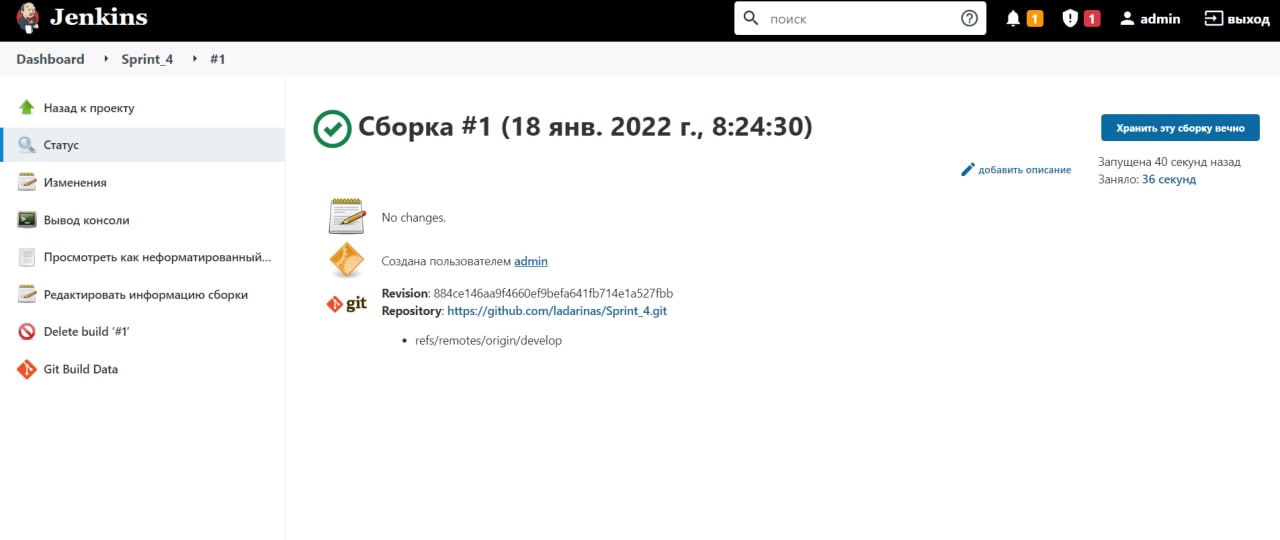 Jenkins
поиск
1
1
admin
выход
Dashboard
Sprint_4
#1
Назад к проекту
Статус
Изменения
Вывод консоли
Просмотреть как неформатированный...
Редактировать информацию сборки
Delete build ‘#1’
Git Build Data
Сборка #1 (18 янв. 2022 г., 8:24:30)
Хранить эту сборку вечно
добавить описание
Запущена 40 секунд назад
Заняло: 36 секунд
No changes.
Создана пользователем admin
git
Revision: 884ce146aa9f4660ef9befa641fb714e1a527fbb
Repository: https://github.com/ladarinas/Sprint_4.git
• refs/remotes/origin/develop